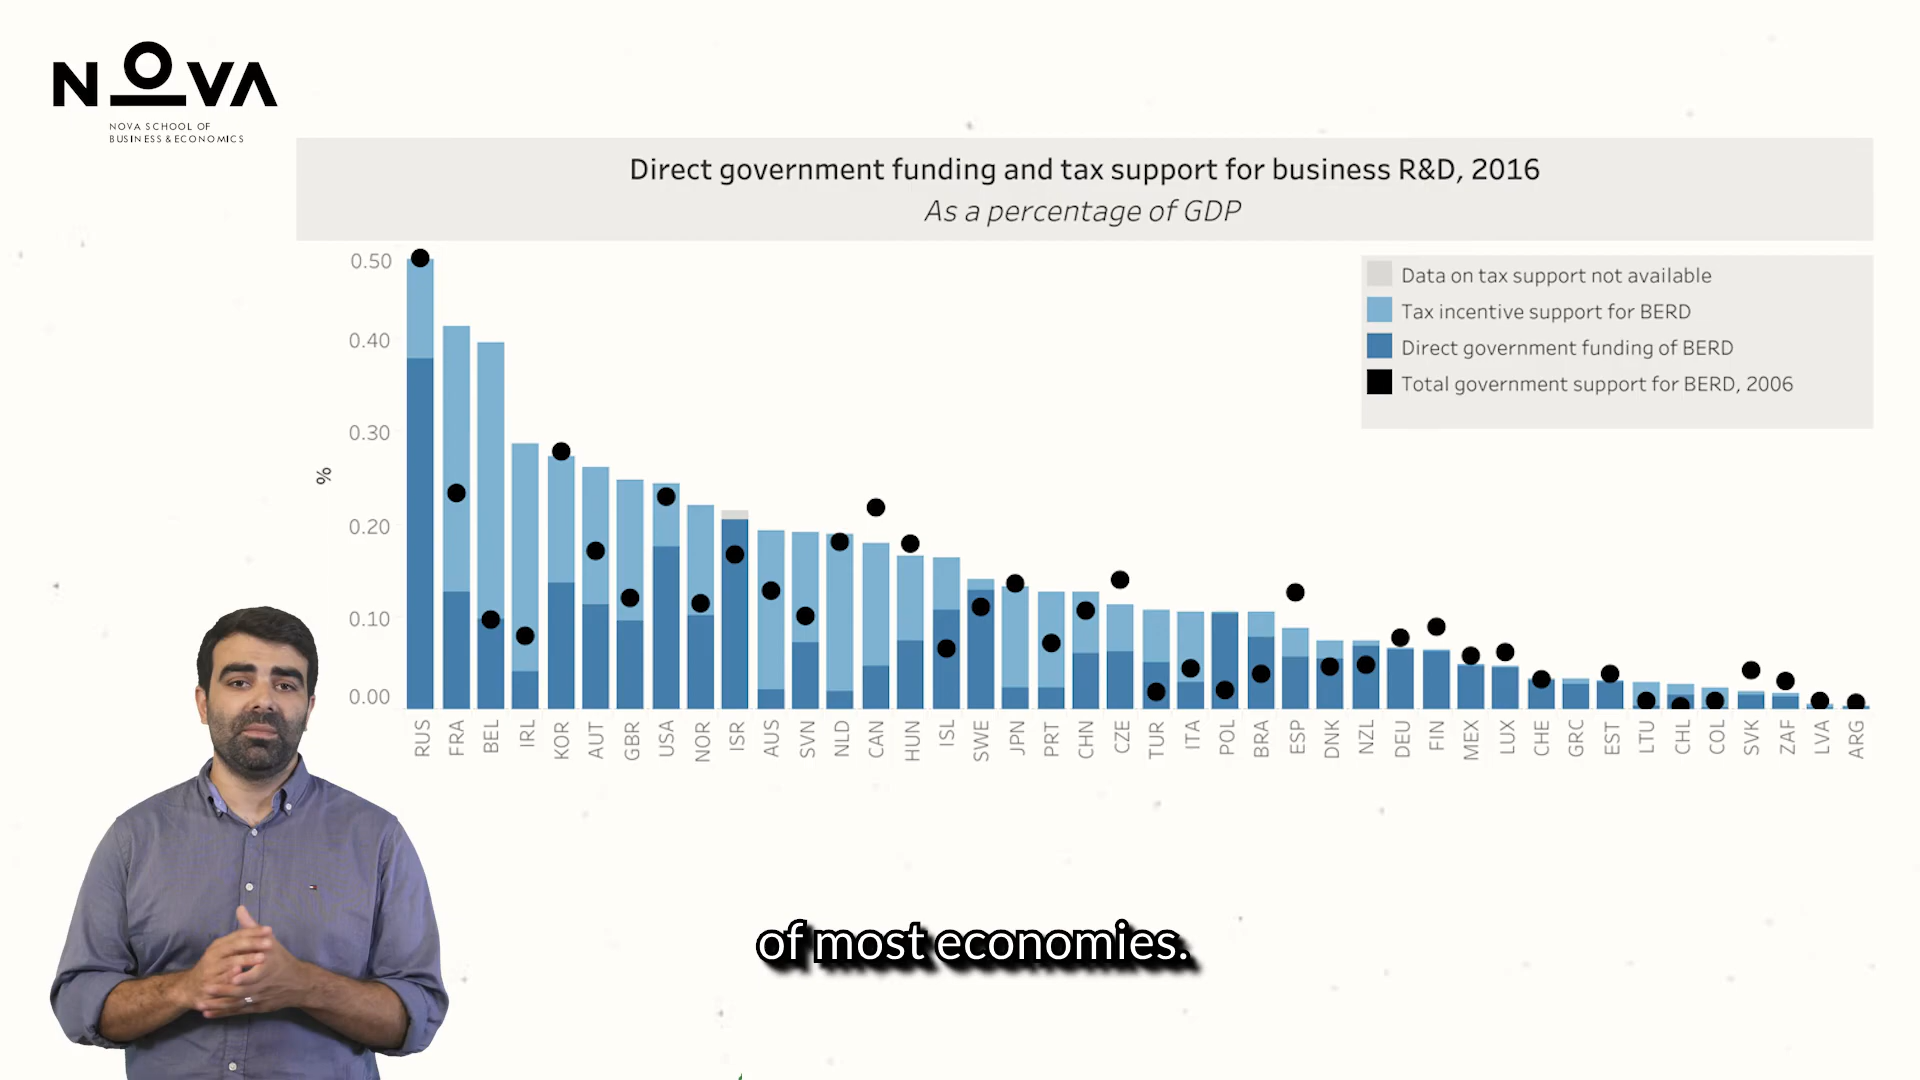 NOVA
NOVA SCHOOL OF
BUSINESS & ECONOMICS
Direct government funding and tax support for business R&D, 2016
As a percentage of GDP
0.50
0.40
0.30
0.20
0.10
0.00
%
Data on tax support not available
Tax incentive support for BERD
Direct government funding of BERD
Total government support for BERD, 2006
RUS
FRA
BEL
IRL
KOR
AUT
GBR
USA
NOR
ISR
AUS
SVN
NLD
CAN
HUN
ISL
SWE
JPN
PRT
CHN
CZE
TUR
ITA
POL
BRA
ESP
DNK
NZL
DEU
FIN
MEX
LUX
CHE
GRC
EST
LTU
CHL
COL
SVK
ZAF
LVA
ARG
of most economies.